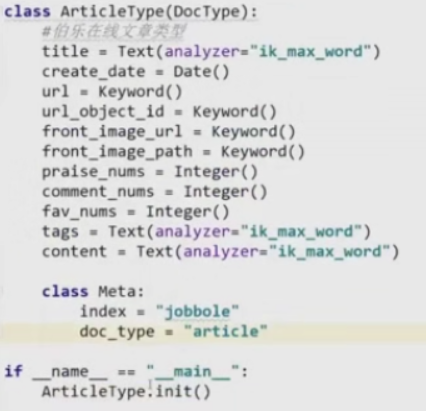 class ArticleType(DocType):
    #伯乐在线文章类型
    title = Text(analyzer="ik_max_word")
    create_date = Date()
    url = Keyword()
    url_object_id = Keyword()
    front_image_url = Keyword()
    front_image_path = Keyword()
    praise_nums = Integer()
    comment_nums = Integer()
    fav_nums = Integer()
    tags = Text(analyzer="ik_max_word")
    content = Text(analyzer="ik_max_word")
    class Meta:
        index = "jobbole"
        doc_type = "article"
if __name__ == "__main__":
    ArticleType.init()